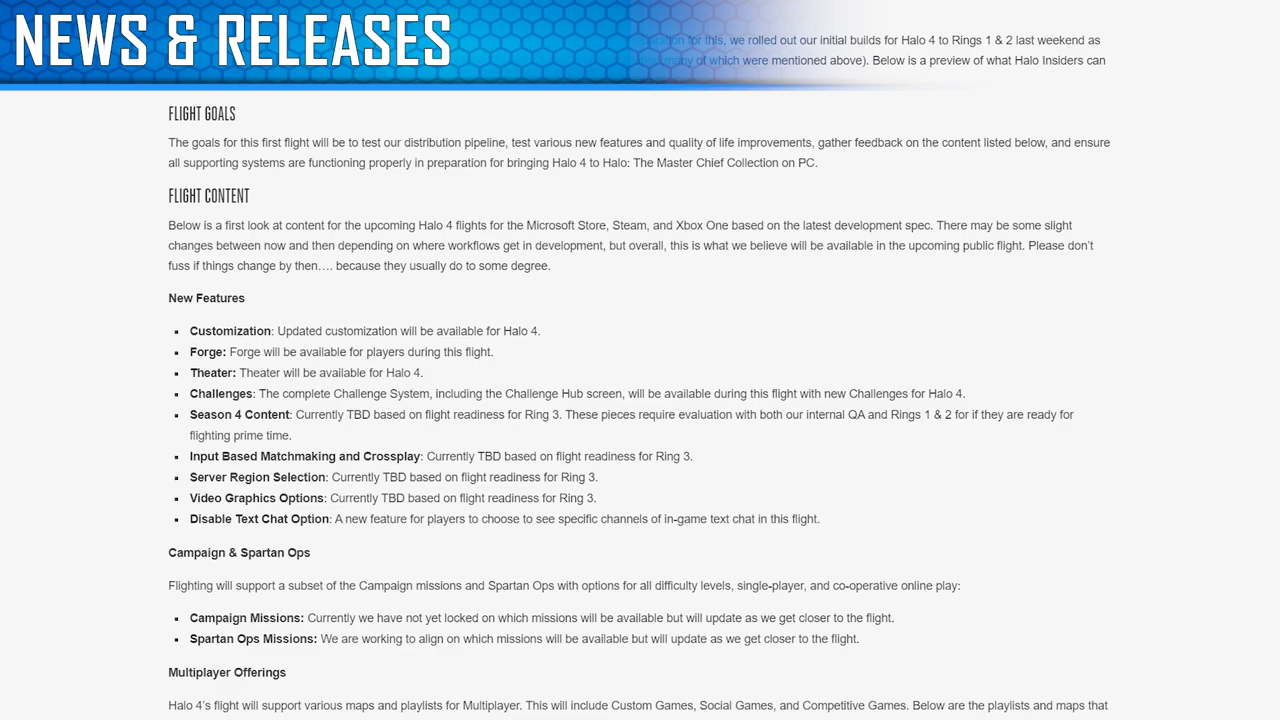 NEWS & RELEASES
for this, we rolled out our initial builds for Halo 4 to Rings 1 & 2 last weekend as
many of which were mentioned above). Below is a preview of what Halo Insiders can
FLIGHT GOALS
The goals for this first flight will be to test our distribution pipeline, test various new features and quality of life improvements, gather feedback on the content listed below, and ensure
all supporting systems are functioning properly in preparation for bringing Halo 4 to Halo: The Master Chief Collection on PC.
FLIGHT CONTENT
Below is a first look at content for the upcoming Halo 4 flights for the Microsoft Store, Steam, and Xbox One based on the latest development spec. There may be some slight
changes between now and then depending on where workflows get in development, but overall, this is what we believe will be available in the upcoming public flight. Please don’t
fuss if things change by then…. because they usually do to some degree.
New Features
▪ Customization: Updated customization will be available for Halo 4.
▪ Forge: Forge will be available for players during this flight.
▪ Theater: Theater will be available for Halo 4.
▪ Challenges: The complete Challenge System, including the Challenge Hub screen, will be available during this flight with new Challenges for Halo 4.
▪ Season 4 Content: Currently TBD based on flight readiness for Ring 3. These pieces require evaluation with both our internal QA and Rings 1 & 2 for if they are ready for
flighting prime time.
▪ Input Based Matchmaking and Crossplay: Currently TBD based on flight readiness for Ring 3.
▪ Server Region Selection: Currently TBD based on flight readiness for Ring 3.
▪ Video Graphics Options: Currently TBD based on flight readiness for Ring 3.
▪ Disable Text Chat Option: A new feature for players to choose to see specific channels of in-game text chat in this flight.
Campaign & Spartan Ops
Flighting will support a subset of the Campaign missions and Spartan Ops with options for all difficulty levels, single-player, and co-operative online play:
▪ Campaign Missions: Currently we have not yet locked on which missions will be available but will update as we get closer to the flight.
▪ Spartan Ops Missions: We are working to align on which missions will be available but will update as we get closer to the flight.
Multiplayer Offerings
Halo 4’s flight will support various maps and playlists for Multiplayer. This will include Custom Games, Social Games, and Competitive Games. Below are the playlists and maps that